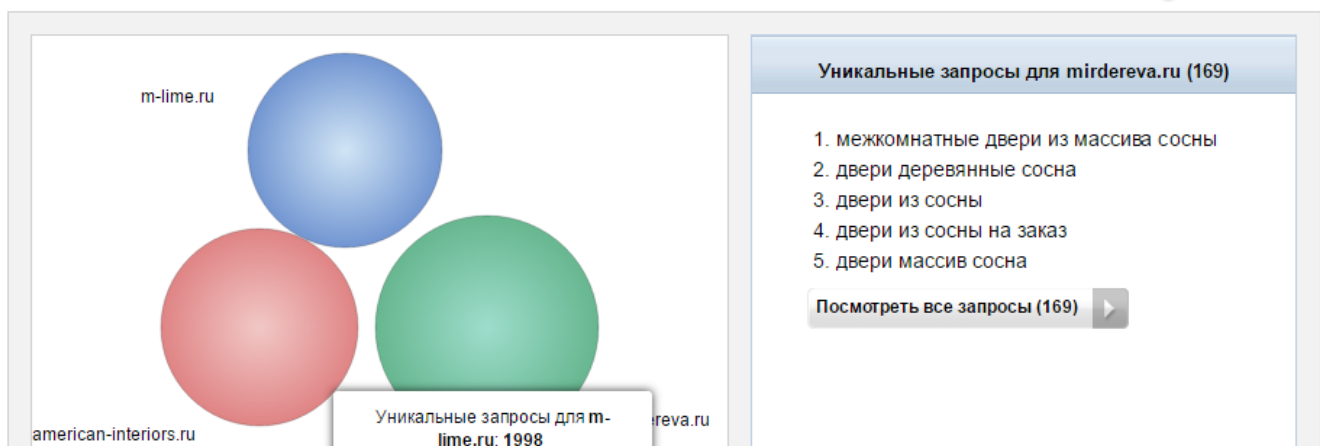 m-lime.ru
american-interiors.ru
Уникальные запросы для m-
lime.ru: 1998
ereva.ru
Уникальные запросы для mirdereva.ru (169)
1. межкомнатные двери из массива сосны
2. двери деревянные сосна
3. двери из сосны
4. двери из сосны на заказ
5. двери массив сосна
Посмотреть все запросы (169)